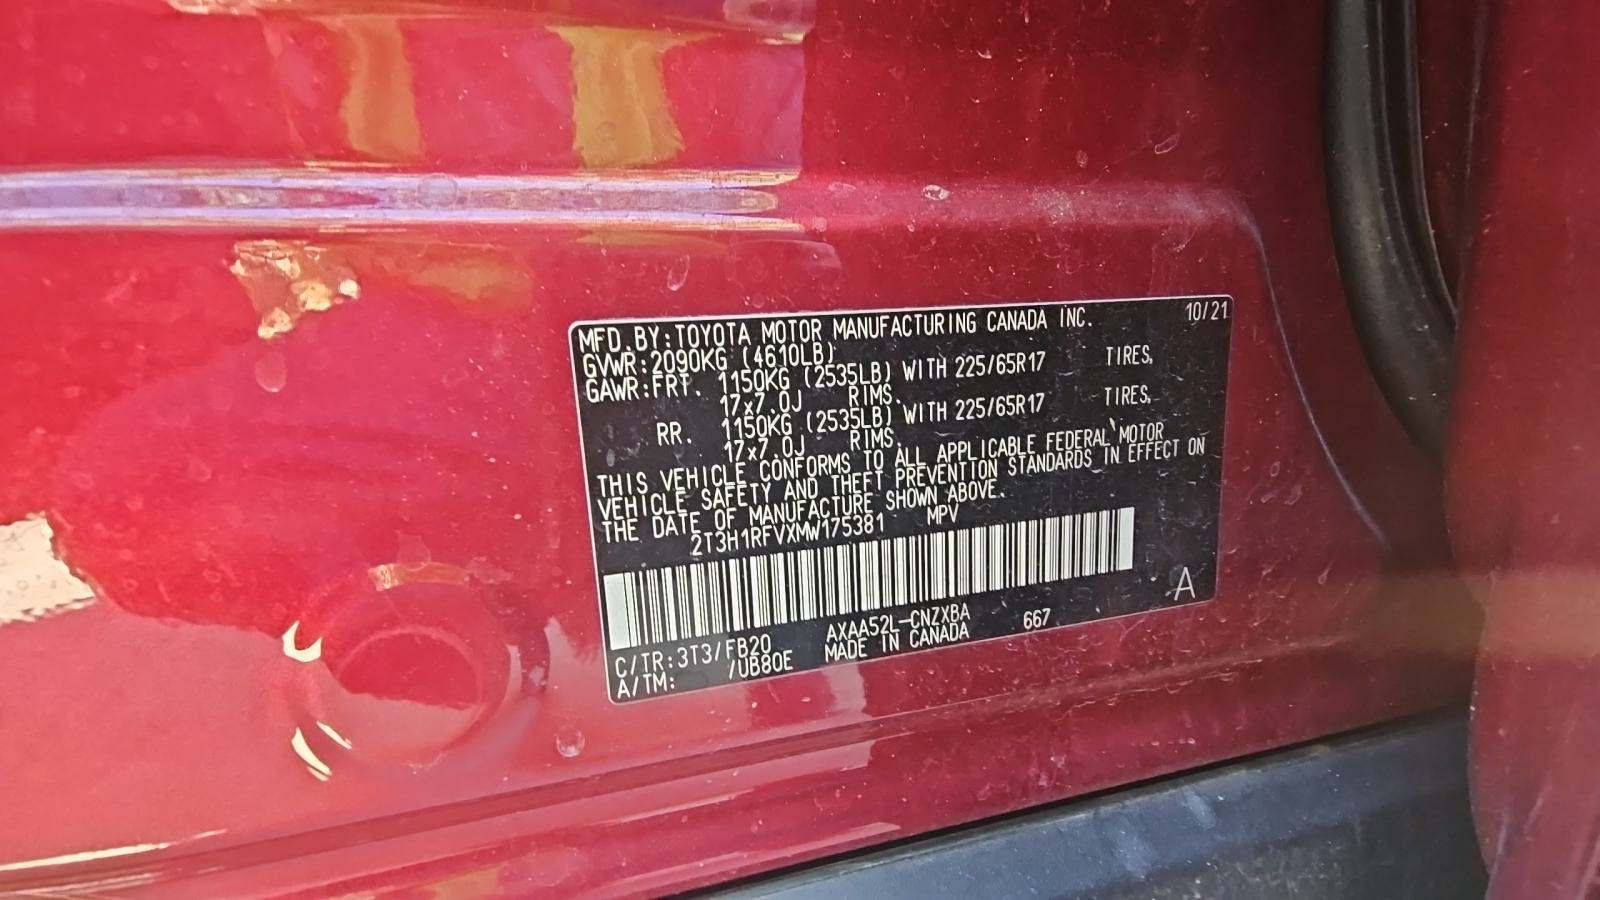 MFD.BY:TOYOTA MOTOR MANUFACTURING CANADA INC. 10/21
GVWR:2090KG (4610LB)
GAWR:FRT. 1150KG (2535LB) WITH 225/65R17 TIRES,
17x7.0J RIMS.
RR. 1150KG (2535LB) WITH 225/65R17 TIRES,
17x7.0J RIMS.
THIS VEHICLE CONFORMS TO ALL APPLICABLE FEDERAL MOTOR
VEHICLE SAFETY AND THEFT PREVENTION STANDARDS IN EFFECT ON
THE DATE OF MANUFACTURE SHOWN ABOVE.
2T3H1RFVXMW175381 MPV
A
C/TR:3T3/FB20 AXAA52L-CNZXBA 667
A/TM: /UB80E MADE IN CANADA